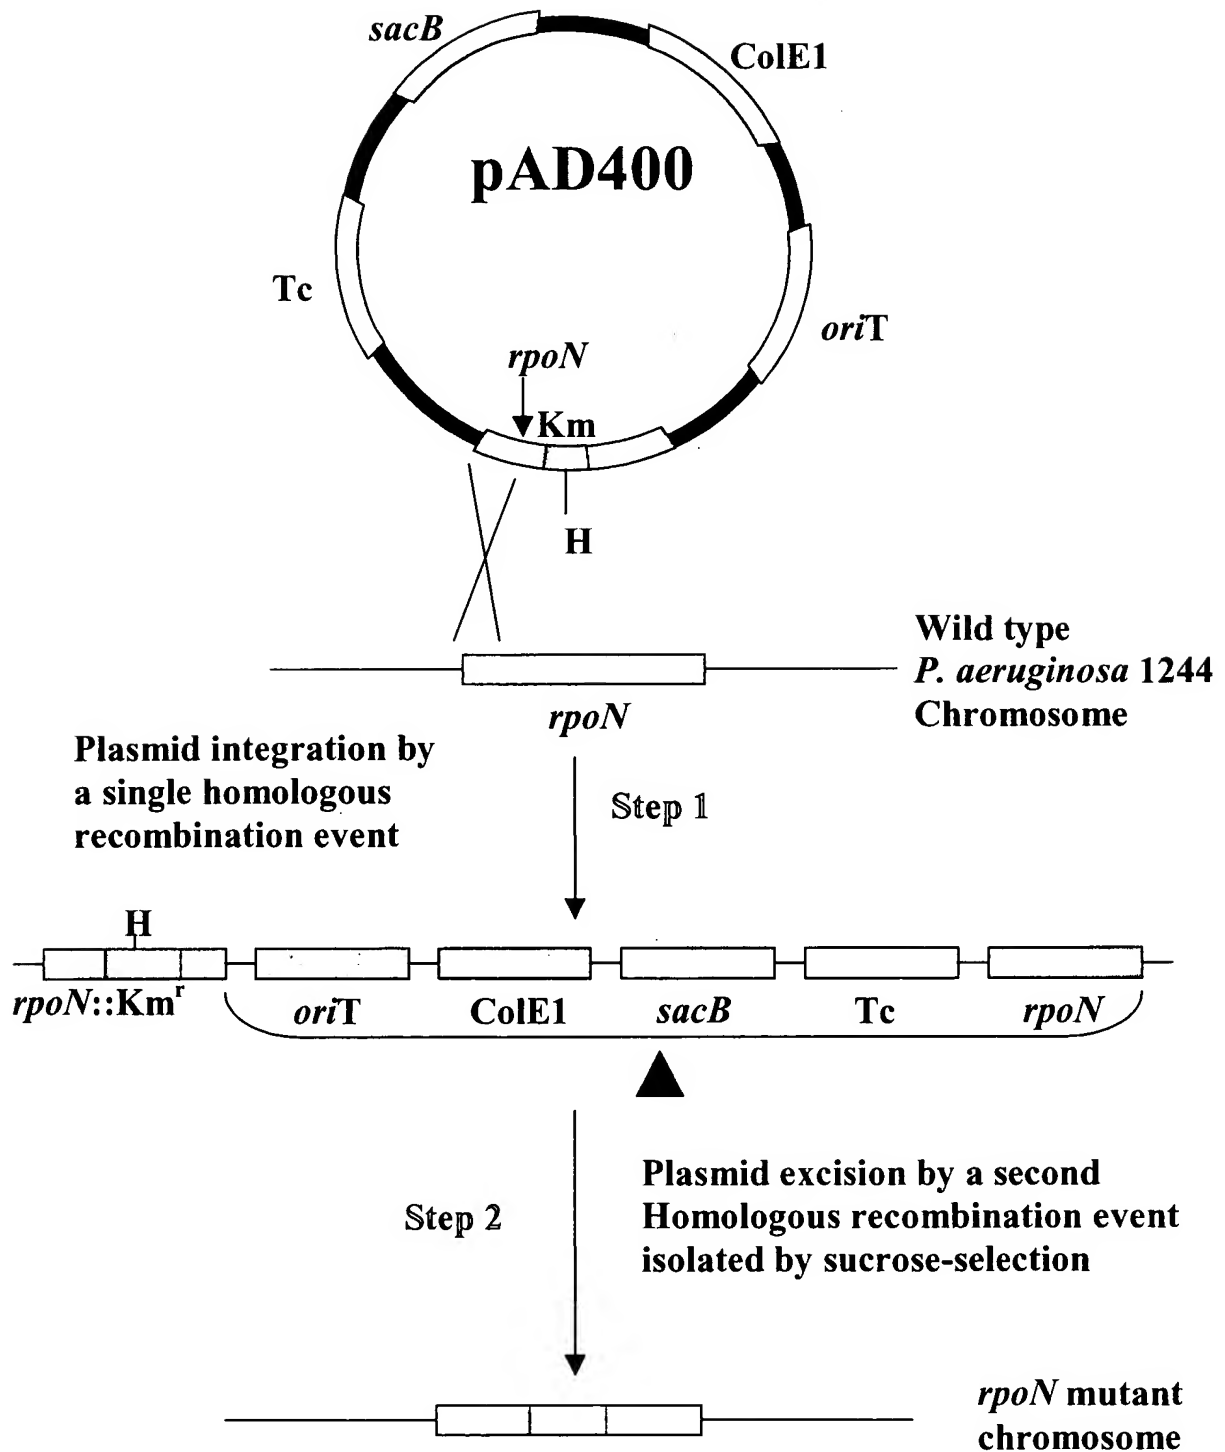 sacB
ColE1
pAD400
Tc
oriT
rpoN
Km
H
Wild type
P. aeruginosa 1244
Chromosome
rpoN
Plasmid integration by
a single homologous
recombination event
Step 1
H
rpoN::Kmʳ
oriT
ColE1
sacB
Tc
rpoN
Plasmid excision by a second
Homologous recombination event
isolated by sucrose-selection
Step 2
rpoN mutant
chromosome